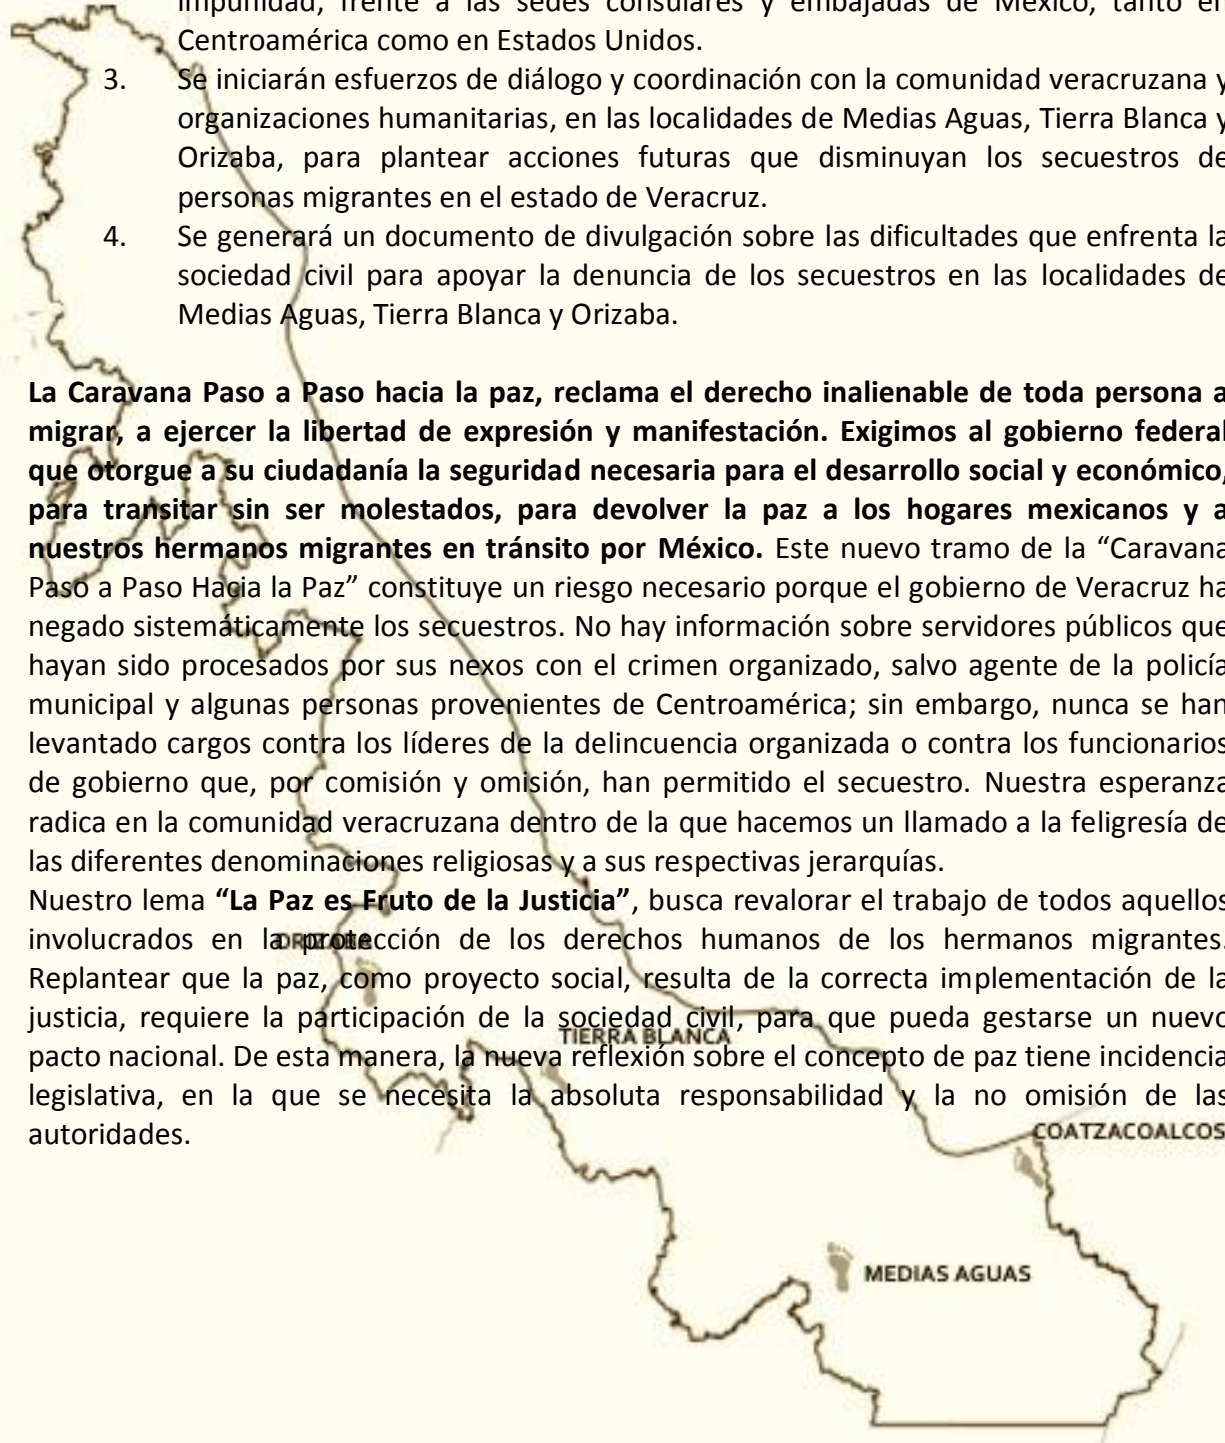 impunidad, frente a las sedes consulares y embajadas de México, tanto en
Centroamérica como en Estados Unidos.
3. Se iniciarán esfuerzos de diálogo y coordinación con la comunidad veracruzana y
organizaciones humanitarias, en las localidades de Medias Aguas, Tierra Blanca y
Orizaba, para plantear acciones futuras que disminuyan los secuestros de
personas migrantes en el estado de Veracruz.
4. Se generará un documento de divulgación sobre las dificultades que enfrenta la
sociedad civil para apoyar la denuncia de los secuestros en las localidades de
Medias Aguas, Tierra Blanca y Orizaba.
La Caravana Paso a Paso hacia la paz, reclama el derecho inalienable de toda persona a
migrar, a ejercer la libertad de expresión y manifestación. Exigimos al gobierno federal
que otorgue a su ciudadanía la seguridad necesaria para el desarrollo social y económico,
para transitar sin ser molestados, para devolver la paz a los hogares mexicanos y a
nuestros hermanos migrantes en tránsito por México. Este nuevo tramo de la “Caravana
Paso a Paso Hacia la Paz” constituye un riesgo necesario porque el gobierno de Veracruz ha
negado sistemáticamente los secuestros. No hay información sobre servidores públicos que
hayan sido procesados por sus nexos con el crimen organizado, salvo agente de la policía
municipal y algunas personas provenientes de Centroamérica; sin embargo, nunca se han
levantado cargos contra los líderes de la delincuencia organizada o contra los funcionarios
de gobierno que, por comisión y omisión, han permitido el secuestro. Nuestra esperanza
radica en la comunidad veracruzana dentro de la que hacemos un llamado a la feligresía de
las diferentes denominaciones religiosas y a sus respectivas jerarquías.
Nuestro lema “La Paz es Fruto de la Justicia”, busca revalorar el trabajo de todos aquellos
involucrados en la protección de los derechos humanos de los hermanos migrantes.
ORIZABA
Replantear que la paz, como proyecto social, resulta de la correcta implementación de la
justicia, requiere la participación de la sociedad civil, para que pueda gestarse un nuevo
TIERRA BLANCA
pacto nacional. De esta manera, la nueva reflexión sobre el concepto de paz tiene incidencia
legislativa, en la que se necesita la absoluta responsabilidad y la no omisión de las
autoridades.
COATZACOALCOS
MEDIAS AGUAS